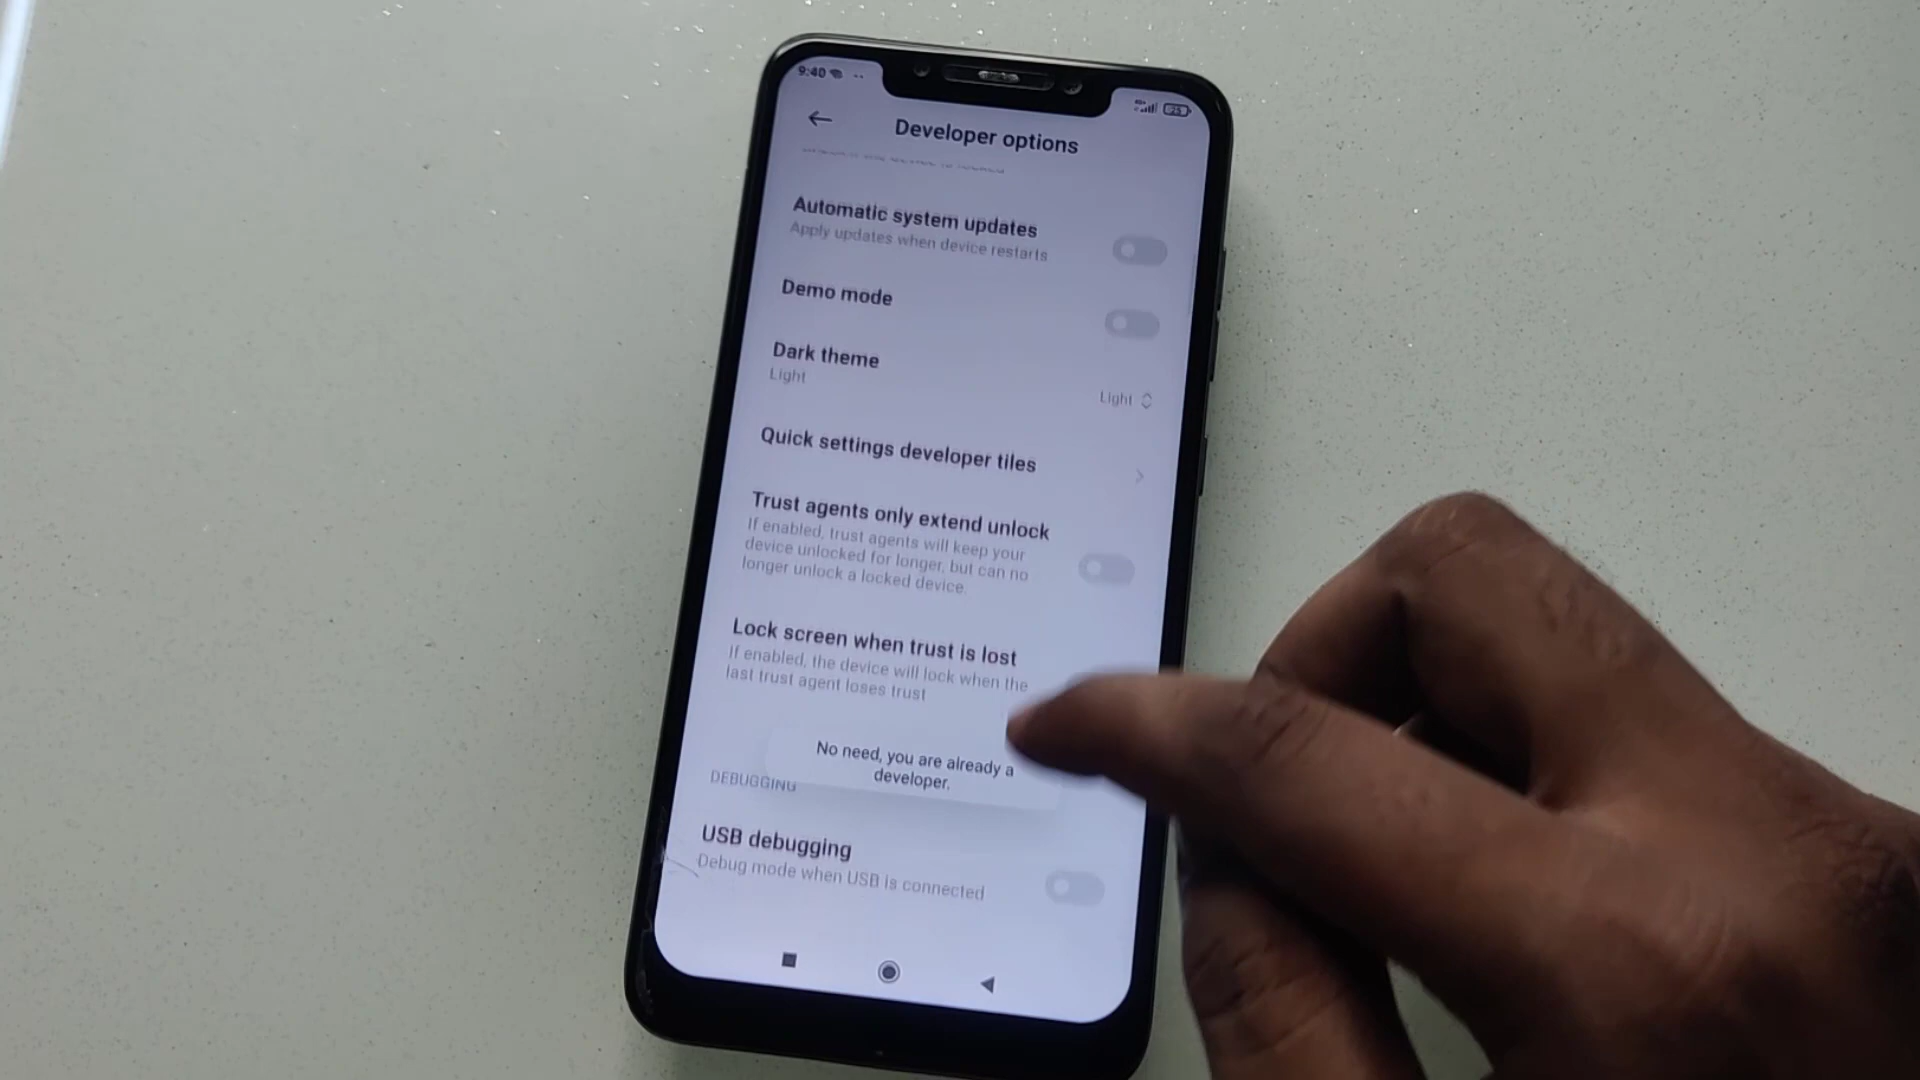 9:40
25
Developer options
Automatic system updates
Apply updates when device restarts
Demo mode
Dark theme
Light
Light
Quick settings developer tiles
Trust agents only extend unlock
If enabled, trust agents will keep your
device unlocked for longer, but can no
longer unlock a locked device.
Lock screen when trust is lost
If enabled, the device will lock when the
last trust agent loses trust
No need, you are already a
developer.
DEBUGGING
USB debugging
Debug mode when USB is connected